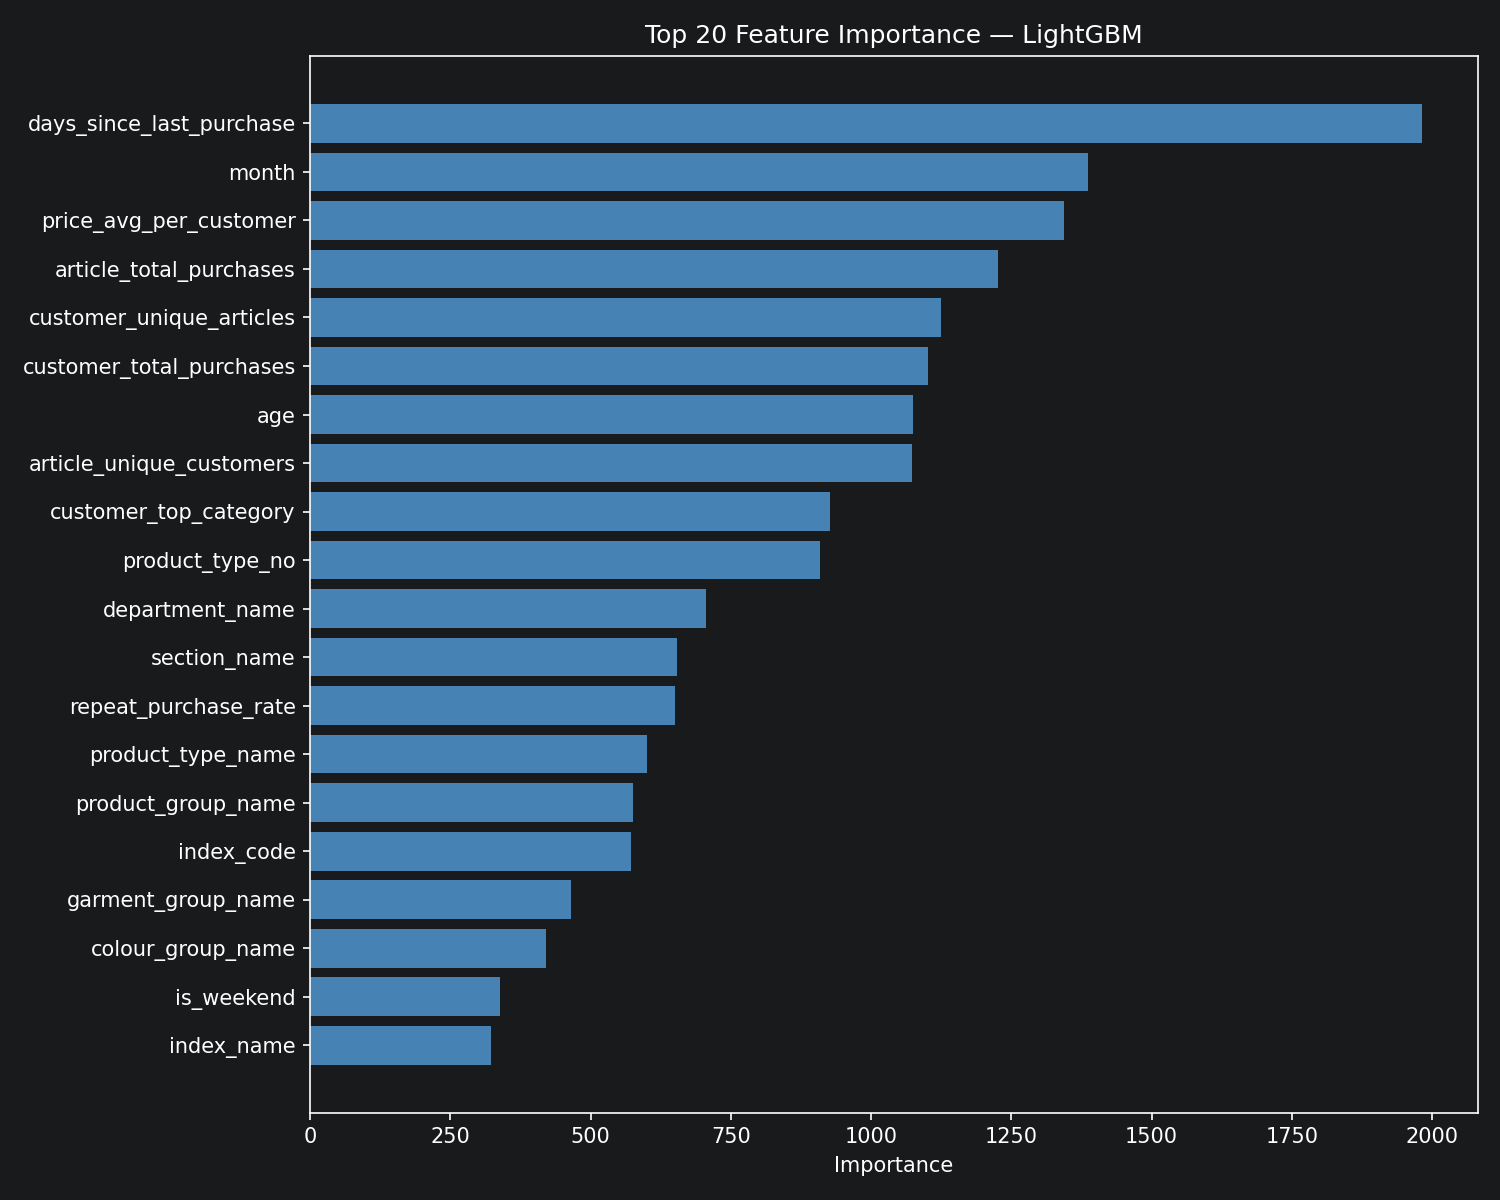 Top 20 Feature Importance — LightGBM
days_since_last_purchase
month
price_avg_per_customer
article_total_purchases
customer_unique_articles
customer_total_purchases
age
article_unique_customers
customer_top_category
product_type_no
department_name
section_name
repeat_purchase_rate
product_type_name
product_group_name
index_code
garment_group_name
colour_group_name
is_weekend
index_name
0 250 500 750 1000 1250 1500 1750 2000
Importance